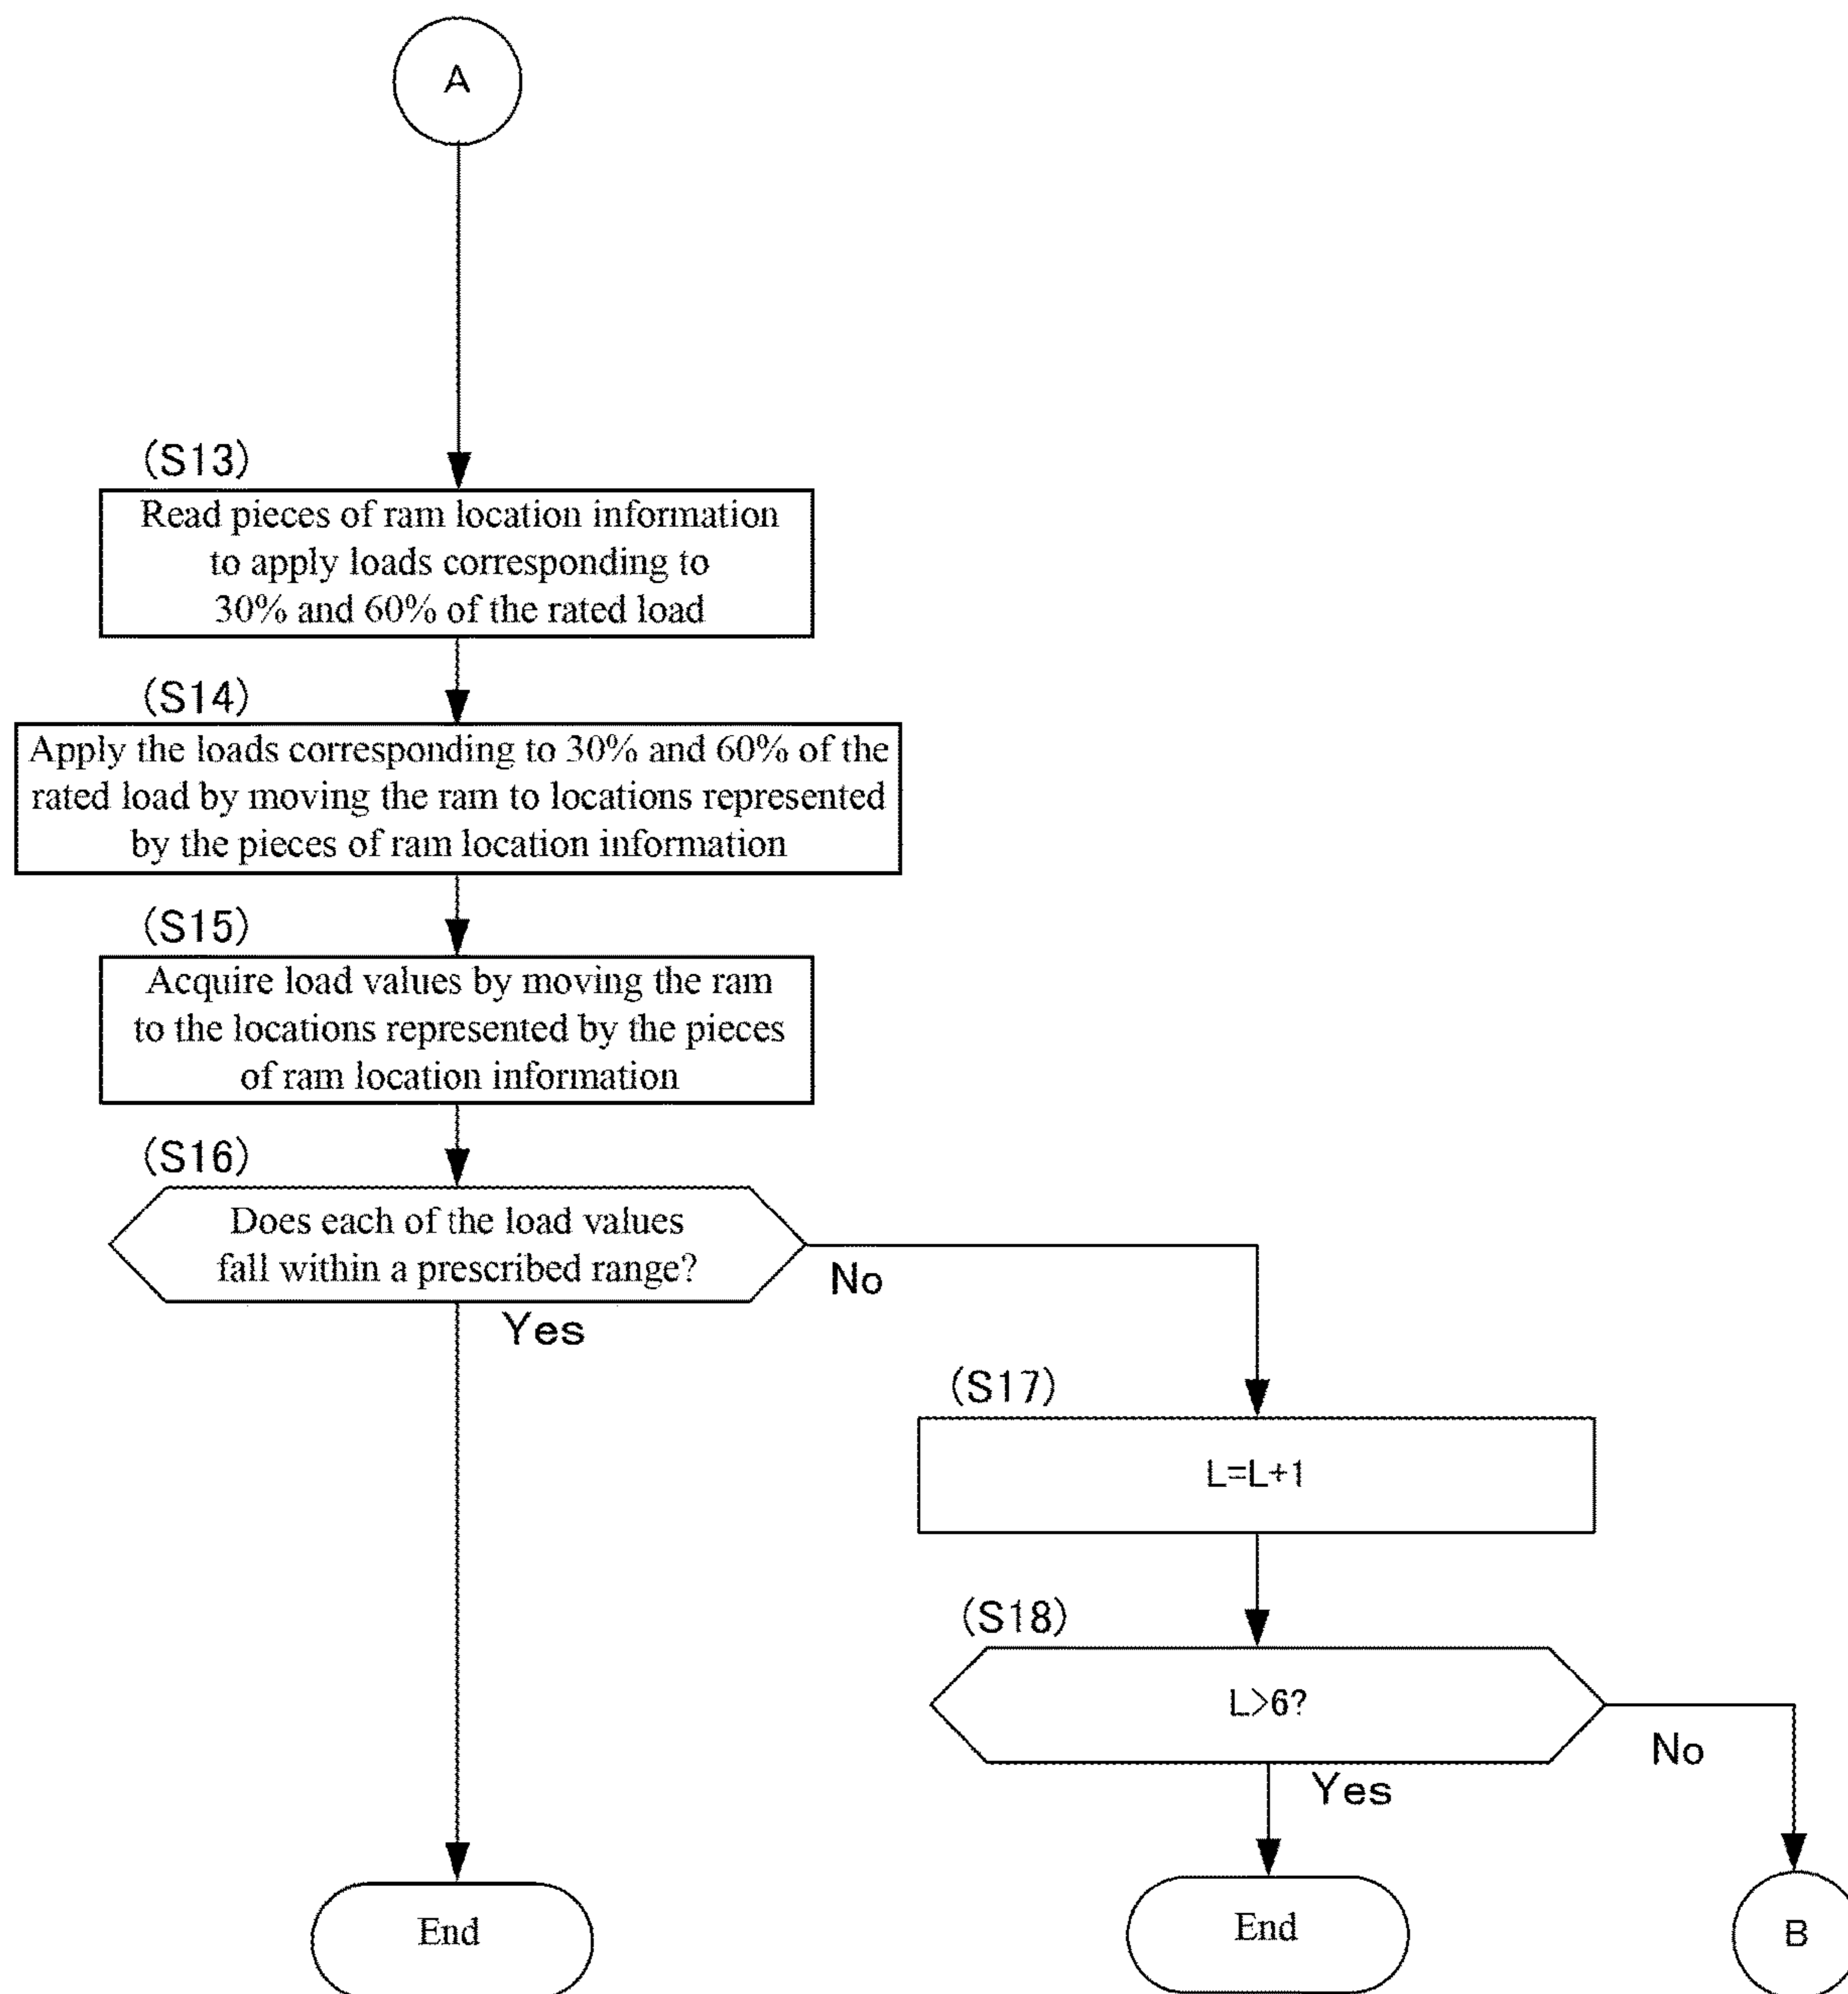 A
(S13)
Read pieces of ram location information
to apply loads corresponding to
30% and 60% of the rated load
(S14)
Apply the loads corresponding to 30% and 60% of the
rated load by moving the ram to locations represented
by the pieces of ram location information
(S15)
Acquire load values by moving the ram
to the locations represented by the pieces
of ram location information
(S16)
Does each of the load values
fall within a prescribed range?
No
Yes
(S17)
L=L+1
(S18)
L>6?
No
Yes
End
End
B